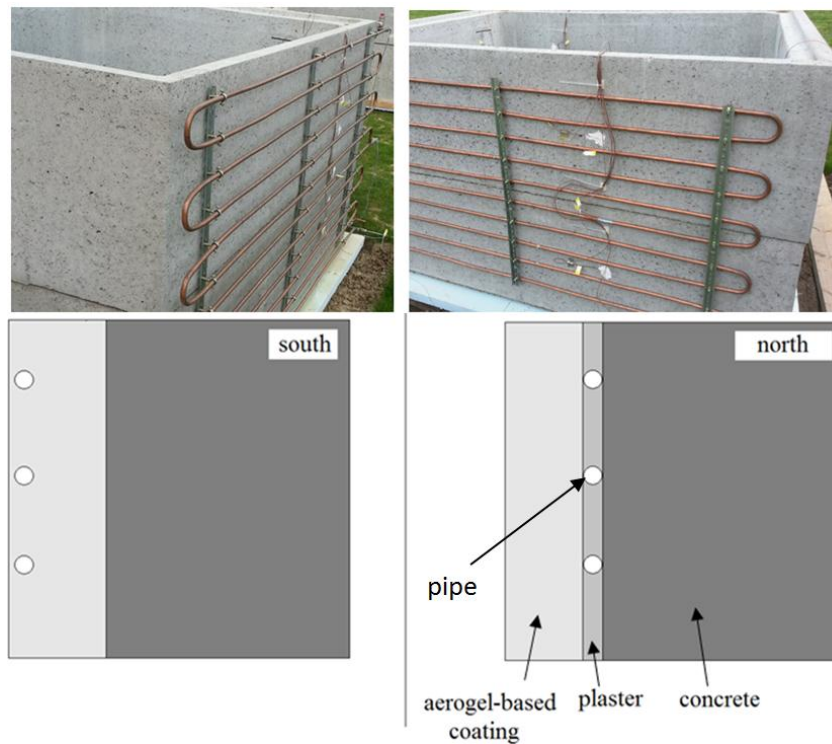 south
north
pipe
aerogel-based
coating
plaster
concrete